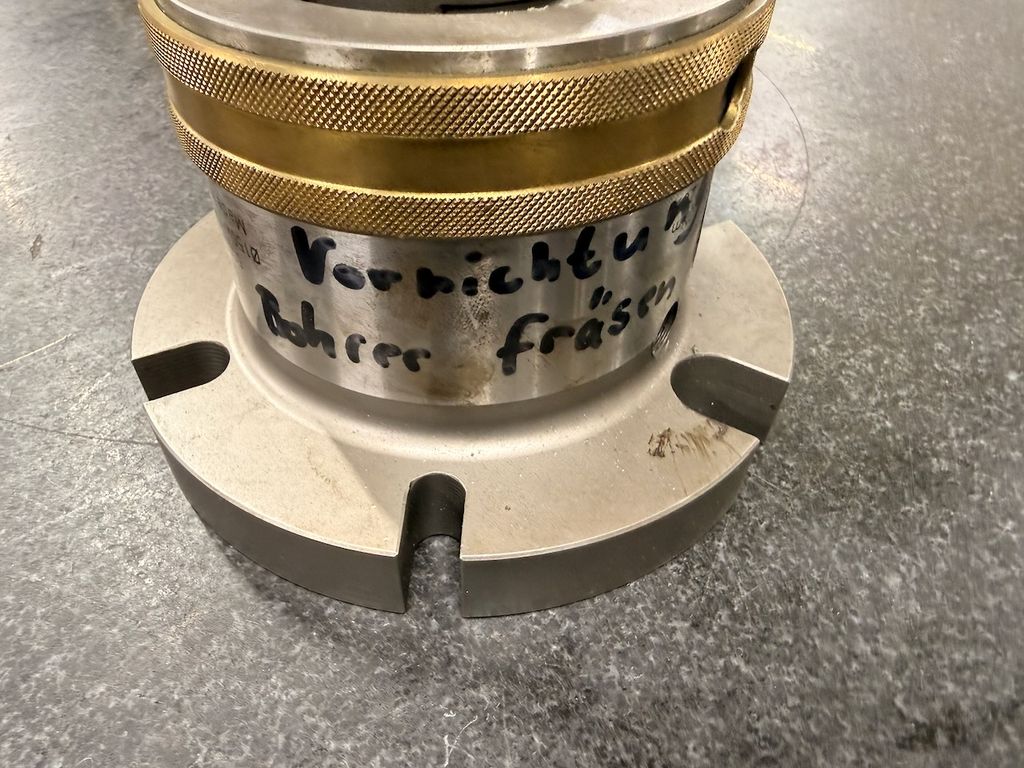 Vorrichtung
Bohrer fräsen